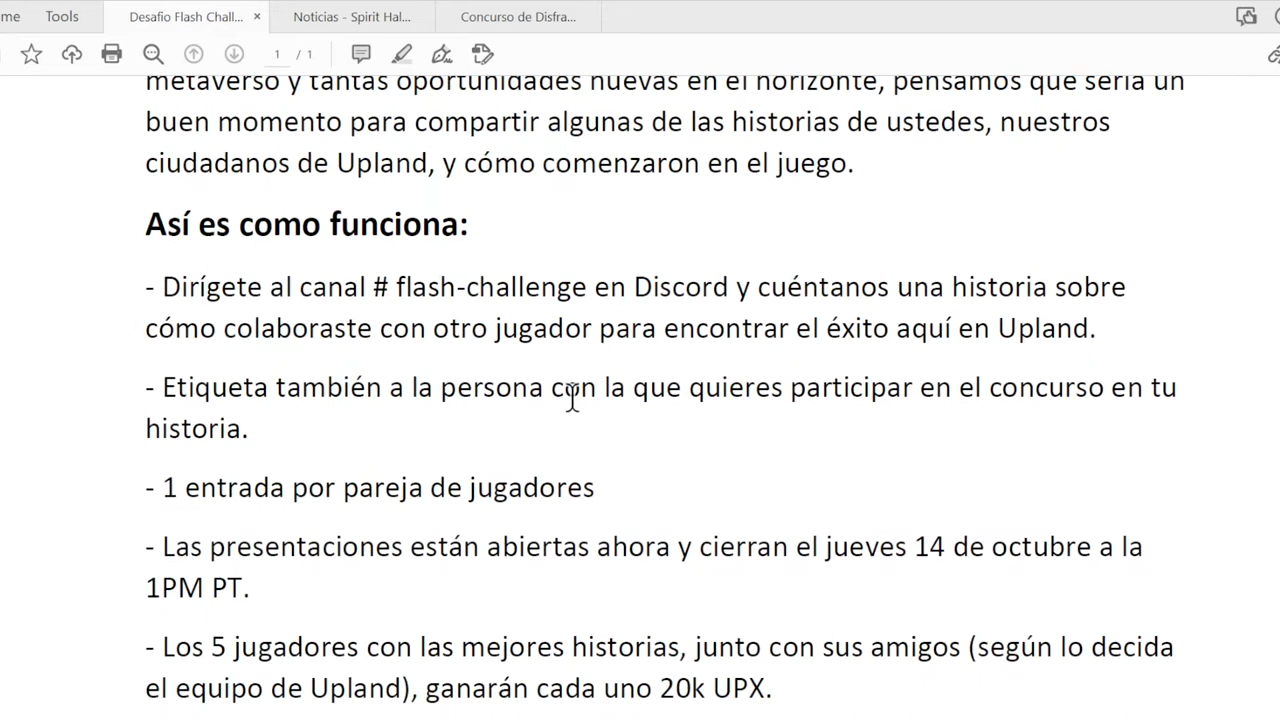 me Tools Desafio Flash Chall... × Noticias - Spirit Hal... Concurso de Disfra...
1 / 1
metaverso y tantas oportunidades nuevas en el horizonte, pensamos que sería un
buen momento para compartir algunas de las historias de ustedes, nuestros
ciudadanos de Upland, y cómo comenzaron en el juego.
Así es como funciona:
- Dirígete al canal # flash-challenge en Discord y cuéntanos una historia sobre
cómo colaboraste con otro jugador para encontrar el éxito aquí en Upland.
- Etiqueta también a la persona con la que quieres participar en el concurso en tu
historia.
- 1 entrada por pareja de jugadores
- Las presentaciones están abiertas ahora y cierran el jueves 14 de octubre a la
1PM PT.
- Los 5 jugadores con las mejores historias, junto con sus amigos (según lo decida
el equipo de Upland), ganarán cada uno 20k UPX.